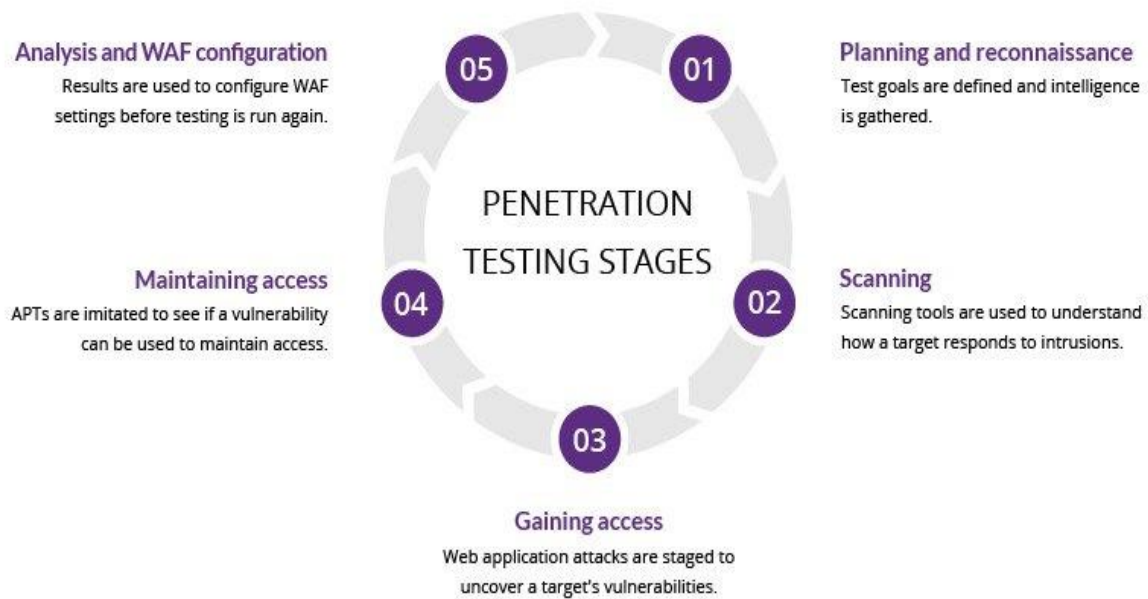 PENETRATION
TESTING STAGES
01
Planning and reconnaissance
Test goals are defined and intelligence
is gathered.
02
Scanning
Scanning tools are used to understand
how a target responds to intrusions.
03
Gaining access
Web application attacks are staged to
uncover a target's vulnerabilities.
04
Maintaining access
APTs are imitated to see if a vulnerability
can be used to maintain access.
05
Analysis and WAF configuration
Results are used to configure WAF
settings before testing is run again.